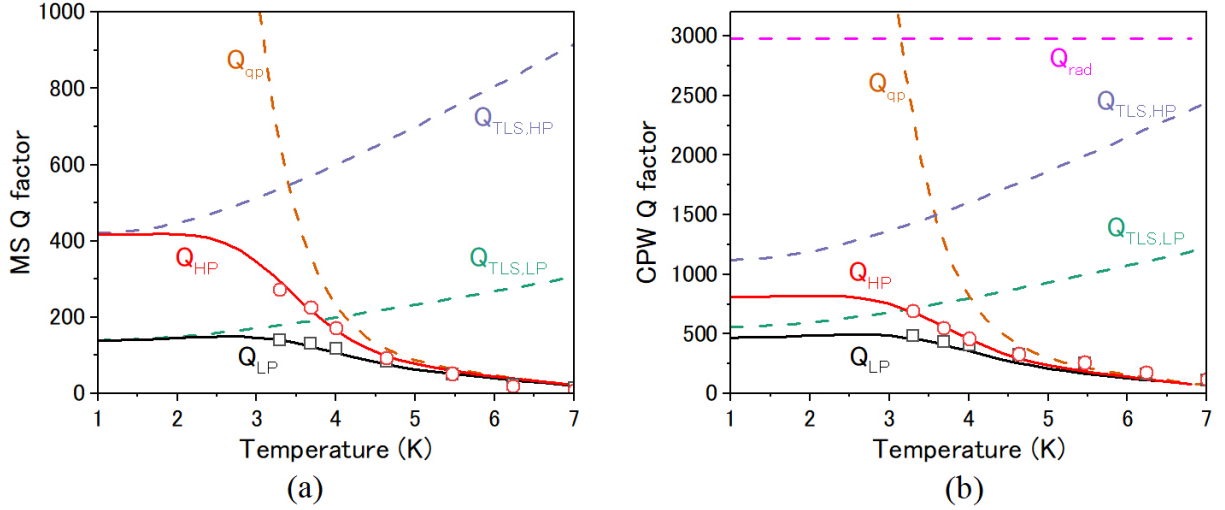 1000
800
600
400
200
0
MS Q factor
Q_qp
Q_TLS,HP
Q_HP
Q_TLS,LP
Q_LP
1 2 3 4 5 6 7
Temperature (K)
(a)
3000
2500
2000
1500
1000
500
0
CPW Q factor
Q_rad
Q_qp
Q_TLS,HP
Q_TLS,LP
Q_HP
Q_LP
1 2 3 4 5 6 7
Temperature (K)
(b)